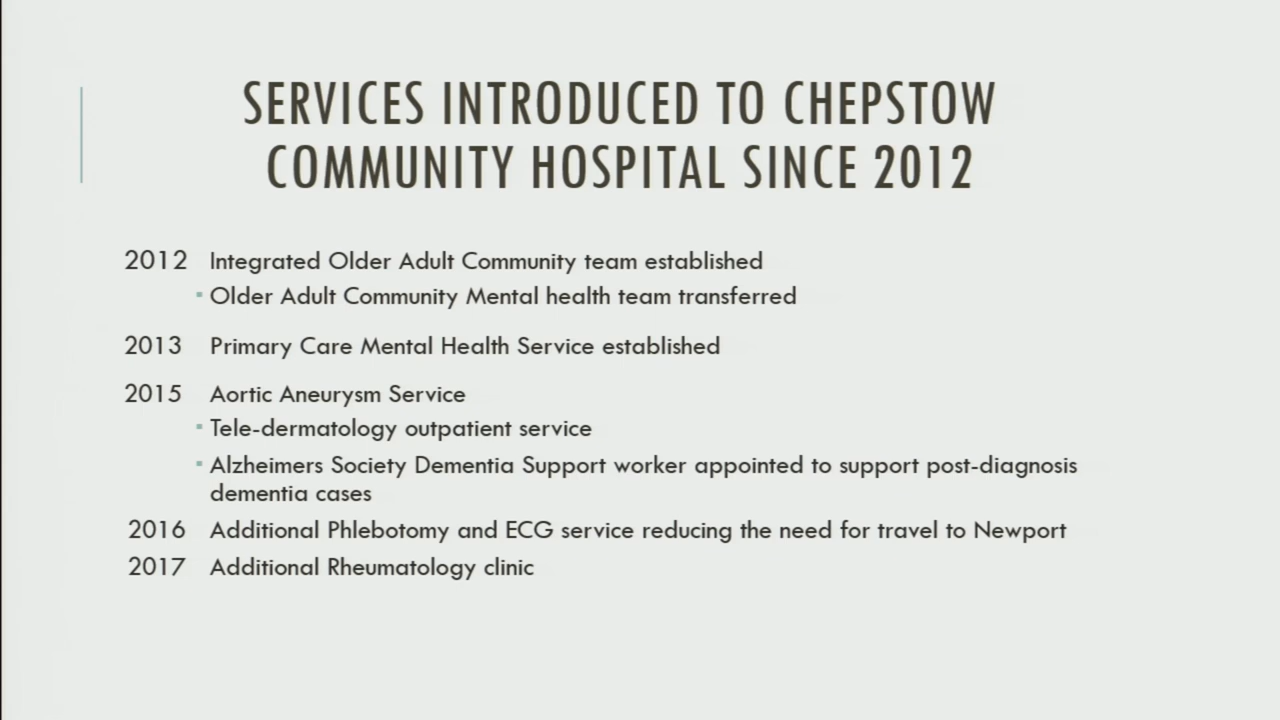 SERVICES INTRODUCED TO CHEPSTOW
COMMUNITY HOSPITAL SINCE 2012
2012 Integrated Older Adult Community team established
▪ Older Adult Community Mental health team transferred
2013 Primary Care Mental Health Service established
2015 Aortic Aneurysm Service
▪ Tele-dermatology outpatient service
▪ Alzheimers Society Dementia Support worker appointed to support post-diagnosis
dementia cases
2016 Additional Phlebotomy and ECG service reducing the need for travel to Newport
2017 Additional Rheumatology clinic